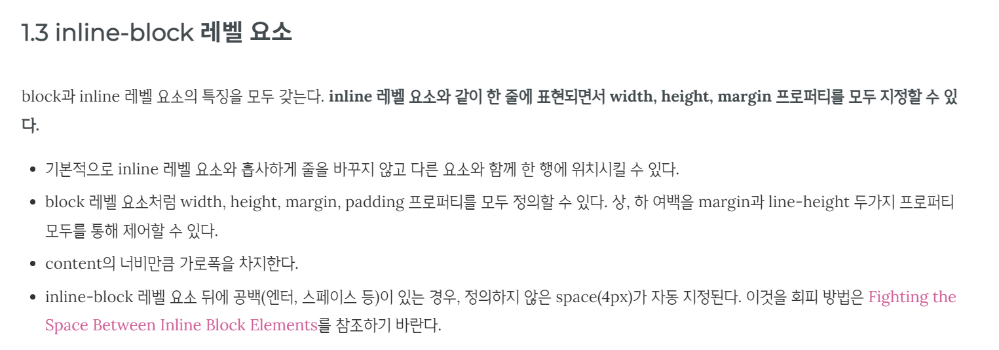 1.3 inline-block 레벨 요소
block과 inline 레벨 요소의 특징을 모두 갖는다. inline 레벨 요소와 같이 한 줄에 표현되면서 width, height, margin 프로퍼티를 모두 지정할 수 있
다.
• 기본적으로 inline 레벨 요소와 흡사하게 줄을 바꾸지 않고 다른 요소와 함께 한 행에 위치시킬 수 있다.
• block 레벨 요소처럼 width, height, margin, padding 프로퍼티를 모두 정의할 수 있다. 상, 하 여백을 margin과 line-height 두가지 프로퍼티
모두를 통해 제어할 수 있다.
• content의 너비만큼 가로폭을 차지한다.
• inline-block 레벨 요소 뒤에 공백(엔터, 스페이스 등)이 있는 경우, 정의하지 않은 space(4px)가 자동 지정된다. 이것을 회피 방법은 Fighting the
Space Between Inline Block Elements를 참조하기 바란다.